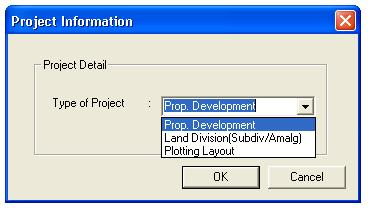 Project Information
Project Detail
Type of Project : Prop. Development
Prop. Development
Land Division(Subdiv/Amalg)
Plotting Layout
OK Cancel